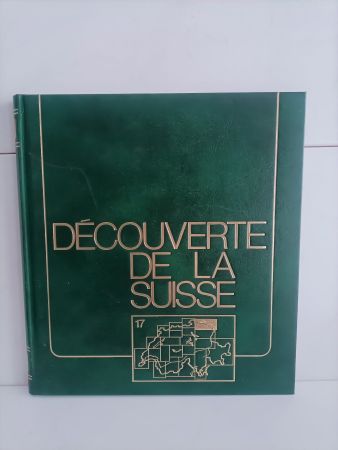 DÉCOUVERTE
DE LA
SUISSE
17